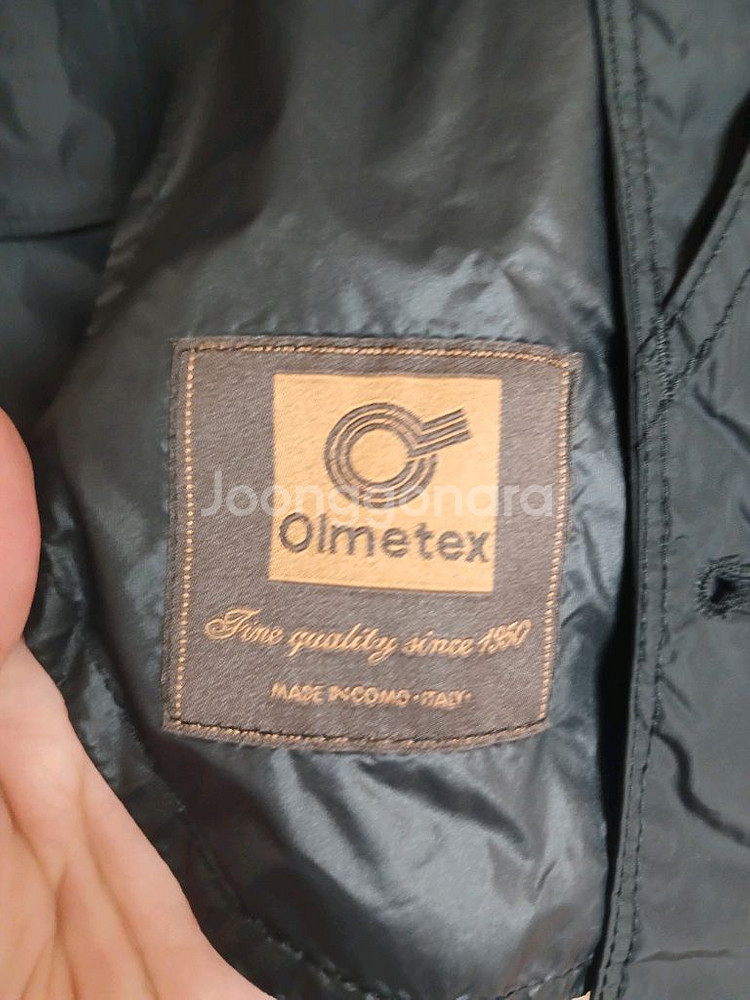 Joonggonara
Olmetex
Fine quality since 1950
MADE IN COMO · ITALY ·